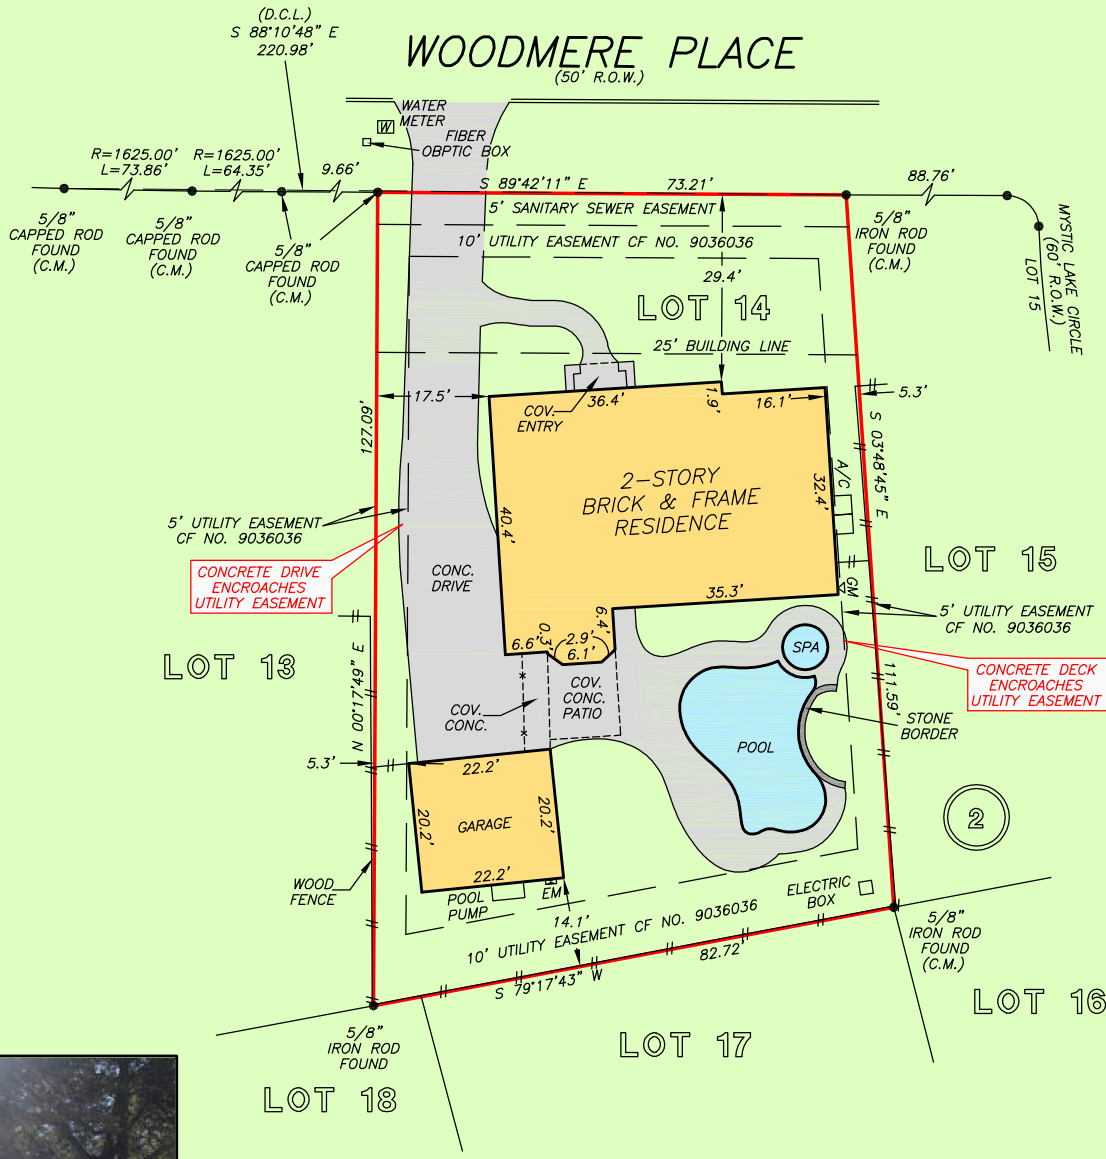 (D.C.L.)
S 88°10'48" E
220.98'
WOODMERE PLACE
(50' R.O.W.)
WATER
METER
W
FIBER
OBPTIC BOX
R=1625.00'
L=73.86'
R=1625.00'
L=64.35'
9.66'
S 89°42'11" E
73.21'
88.76'
5/8"
CAPPED ROD
FOUND
(C.M.)
5/8"
CAPPED ROD
FOUND
(C.M.)
5/8"
CAPPED ROD
FOUND
(C.M.)
5' SANITARY SEWER EASEMENT
10' UTILITY EASEMENT CF NO. 9036036
5/8"
IRON ROD
FOUND
(C.M.)
MYSTIC LAKE CIRCLE
(60' R.O.W.)
LOT 15
29.4'
LOT 14
25' BUILDING LINE
17.5'
COV.
ENTRY
36.4'
1.9'
16.1'
5.3'
127.09'
S 03°48'45" E
A/C
2-STORY
BRICK & FRAME
RESIDENCE
32.4'
40.4'
5' UTILITY EASEMENT
CF NO. 9036036
CONCRETE DRIVE
ENCROACHES
UTILITY EASEMENT
CONC.
DRIVE
LOT 15
GM
35.3'
5' UTILITY EASEMENT
CF NO. 9036036
6.4'
6.6'
0.3'
2.9'
6.1'
SPA
LOT 13
N 00°17'49" E
CONCRETE DECK
ENCROACHES
UTILITY EASEMENT
111.59'
COV.
CONC.
COV.
CONC.
PATIO
STONE
BORDER
POOL
5.3'
22.2'
20.2'
GARAGE
20.2'
22.2'
2
WOOD
FENCE
POOL
PUMP
EM
ELECTRIC
BOX
14.1'
10' UTILITY EASEMENT CF NO. 9036036
82.72'
S 79°17'43" W
5/8"
IRON ROD
FOUND
(C.M.)
LOT 16
5/8"
IRON ROD
FOUND
LOT 17
LOT 18